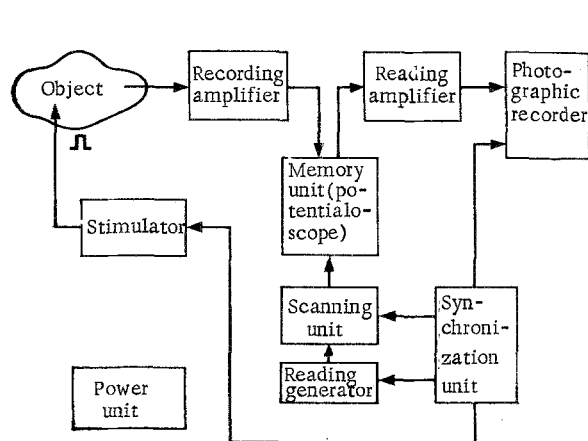 Object
Recording
amplifier
Reading
amplifier
Photo-
graphic
recorder
Memory
unit(po-
tentialo-
scope)
Stimulator
Scanning
unit
Syn-
chroni-
zation
unit
Reading
generator
Power
unit